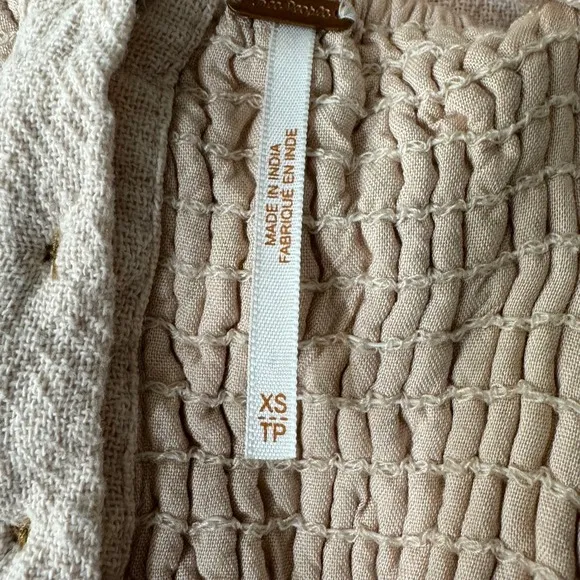 MADE IN INDIA
FABRIQUÉ EN INDE
XS
TP